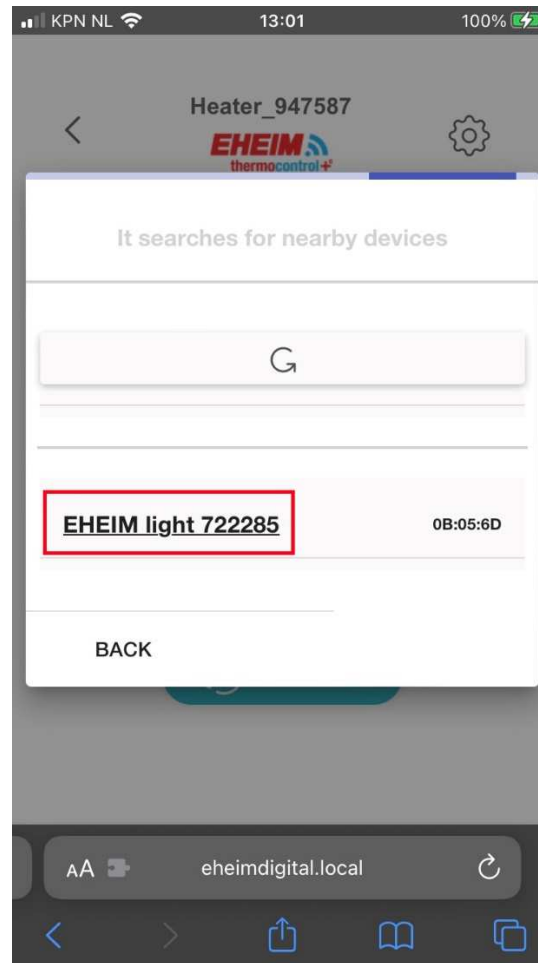 KPN NL 13:01 100%
Heater_947587
EHEIM
thermocontrol+e
It searches for nearby devices
EHEIM light 722285 0B:05:6D
BACK
AA eheimdigital.local